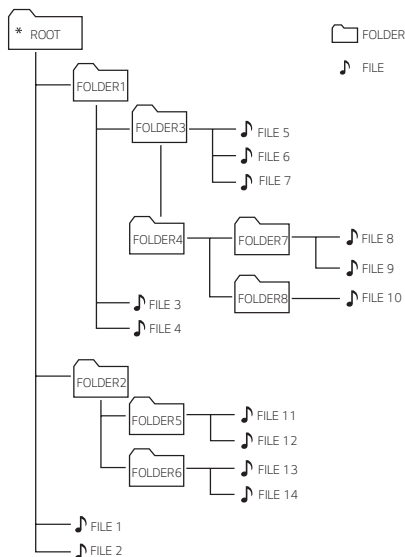 * ROOT
FOLDER
FILE
FOLDER1
FOLDER3
FILE 5
FILE 6
FILE 7
FOLDER4
FOLDER7
FILE 8
FILE 9
FOLDER8
FILE 10
FILE 3
FILE 4
FOLDER2
FOLDER5
FILE 11
FILE 12
FOLDER6
FILE 13
FILE 14
FILE 1
FILE 2